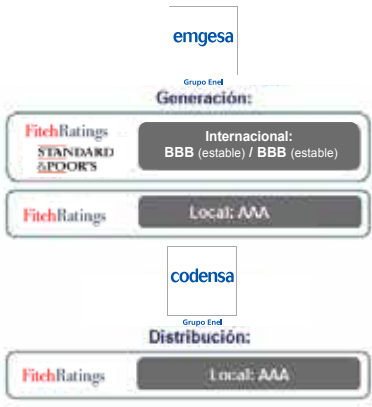 emgesa
Grupo Enel
Generación:
FitchRatings
STANDARD
&POOR'S
Internacional:
BBB (estable) / BBB (estable)
FitchRatings
Local: AAA
codensa
Grupo Enel
Distribución:
FitchRatings
Local: AAA